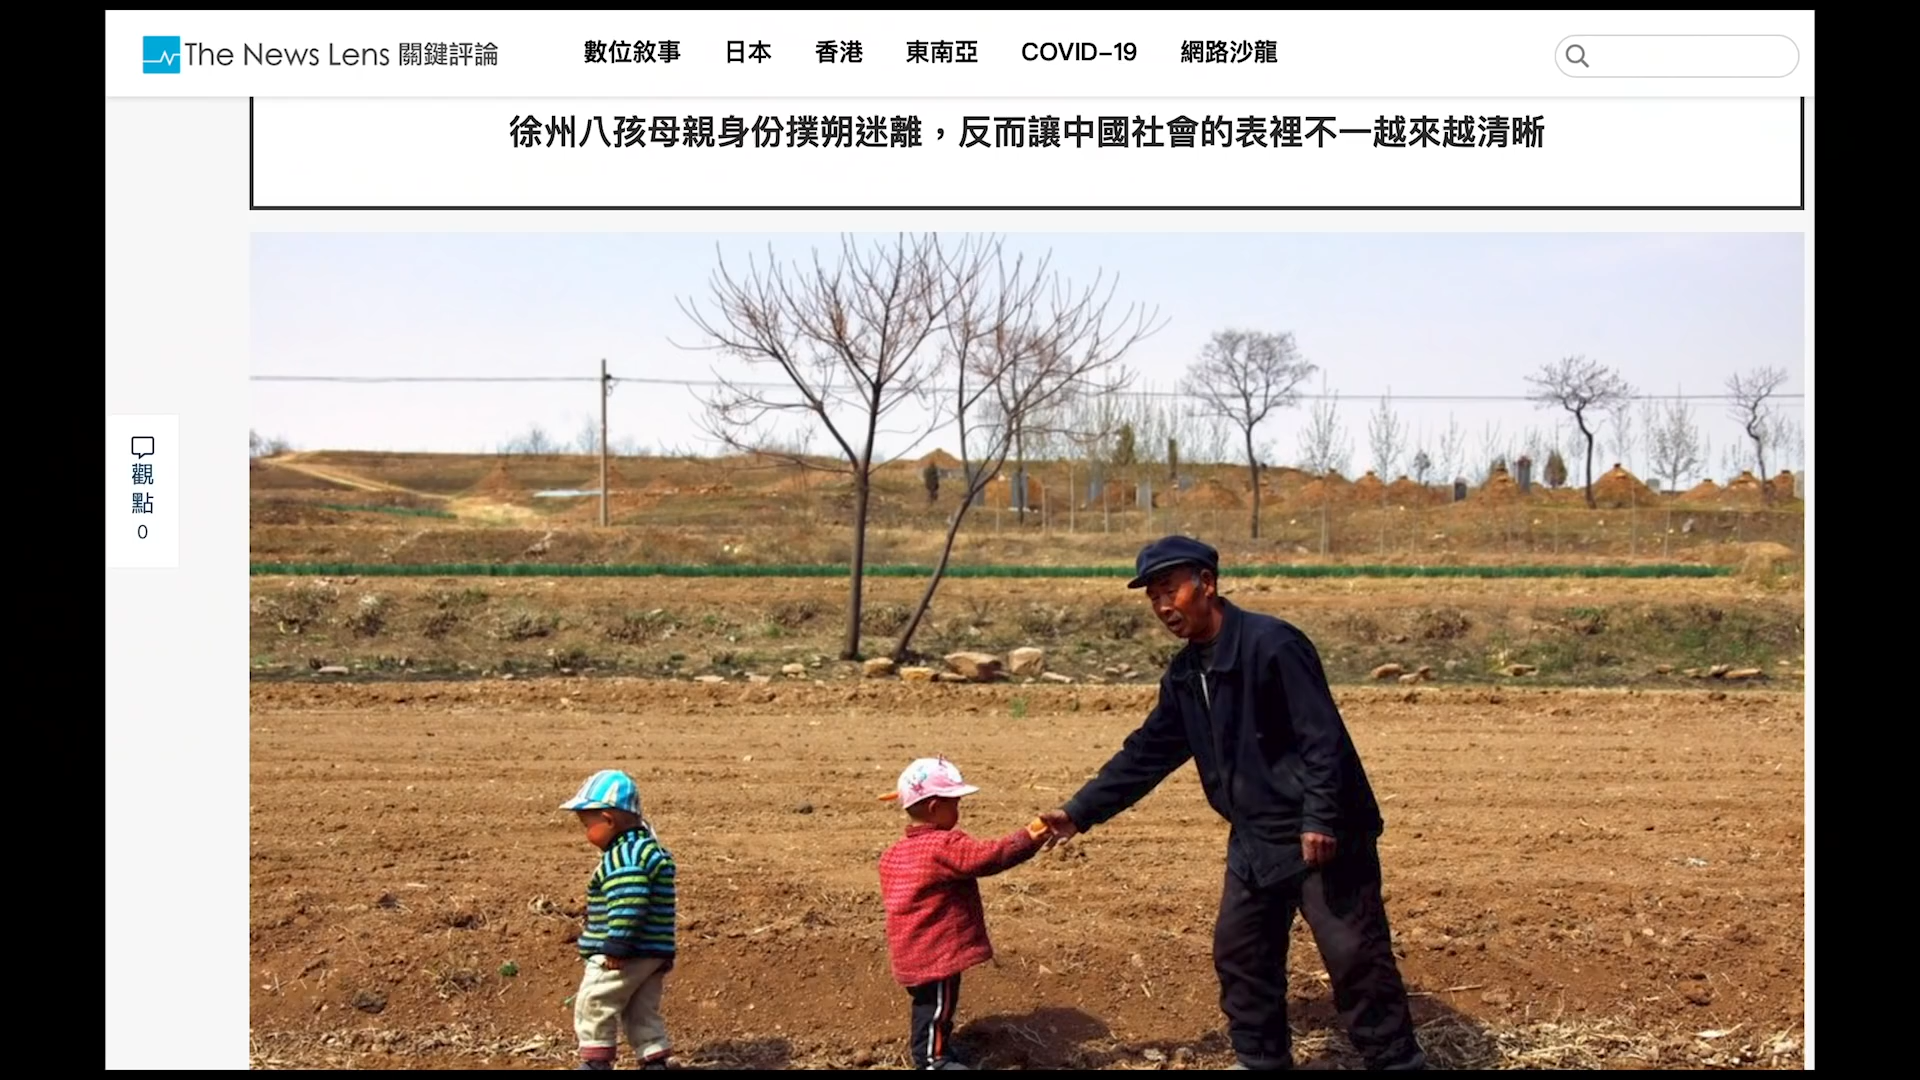 The News Lens 關鍵評論
數位敘事 日本 香港 東南亞 COVID-19 網路沙龍
徐州八孩母親身份撲朔迷離，反而讓中國社會的表裡不一越來越清晰
觀
點
0